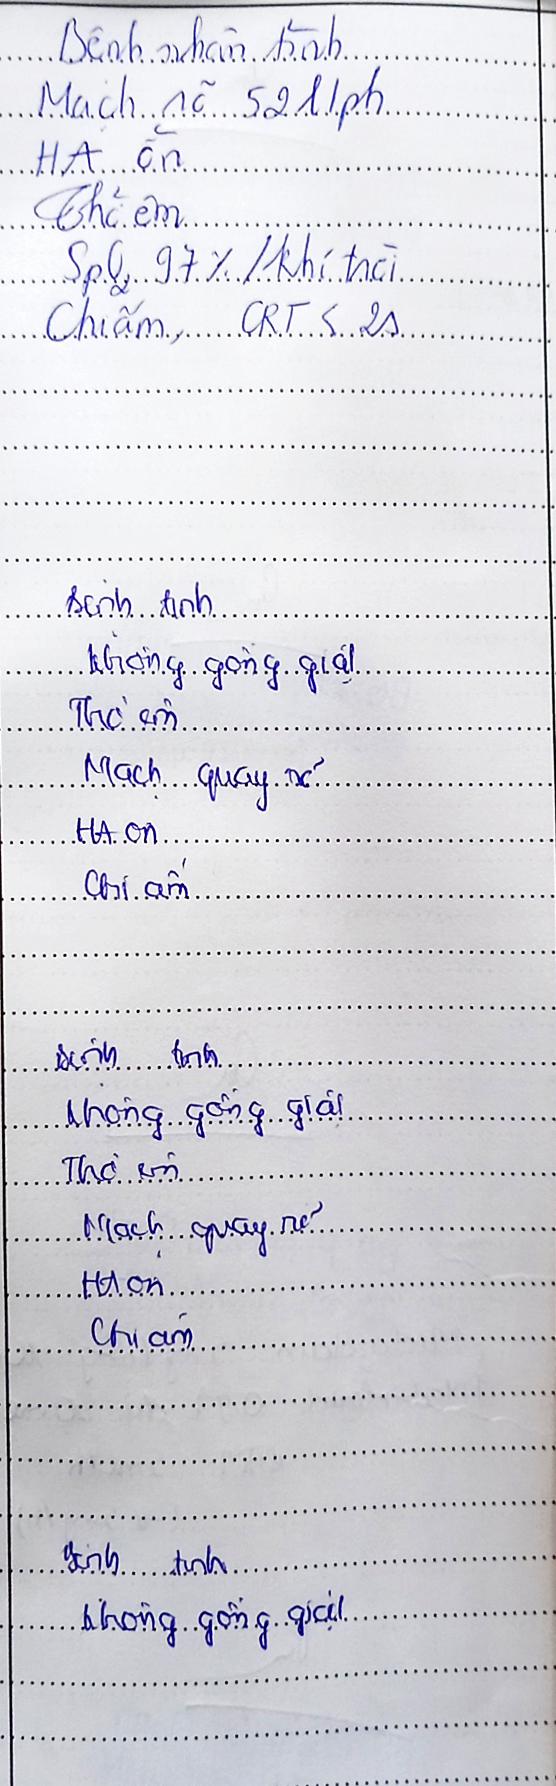 Bệnh nhân tỉnh
Mạch rõ 52 l/ph
HA ổn
Thở êm
SpO2 97% /khí trời
Chi ấm, CRT < 2s
Bệnh tỉnh
không gồng giật
Thở êm
Mạch quay rõ
HA ổn
Chi ấm
Bệnh tỉnh
không gồng giật
Thở êm
Mạch quay rõ
HA ổn
Chi ấm
Bệnh tỉnh
không gồng giật